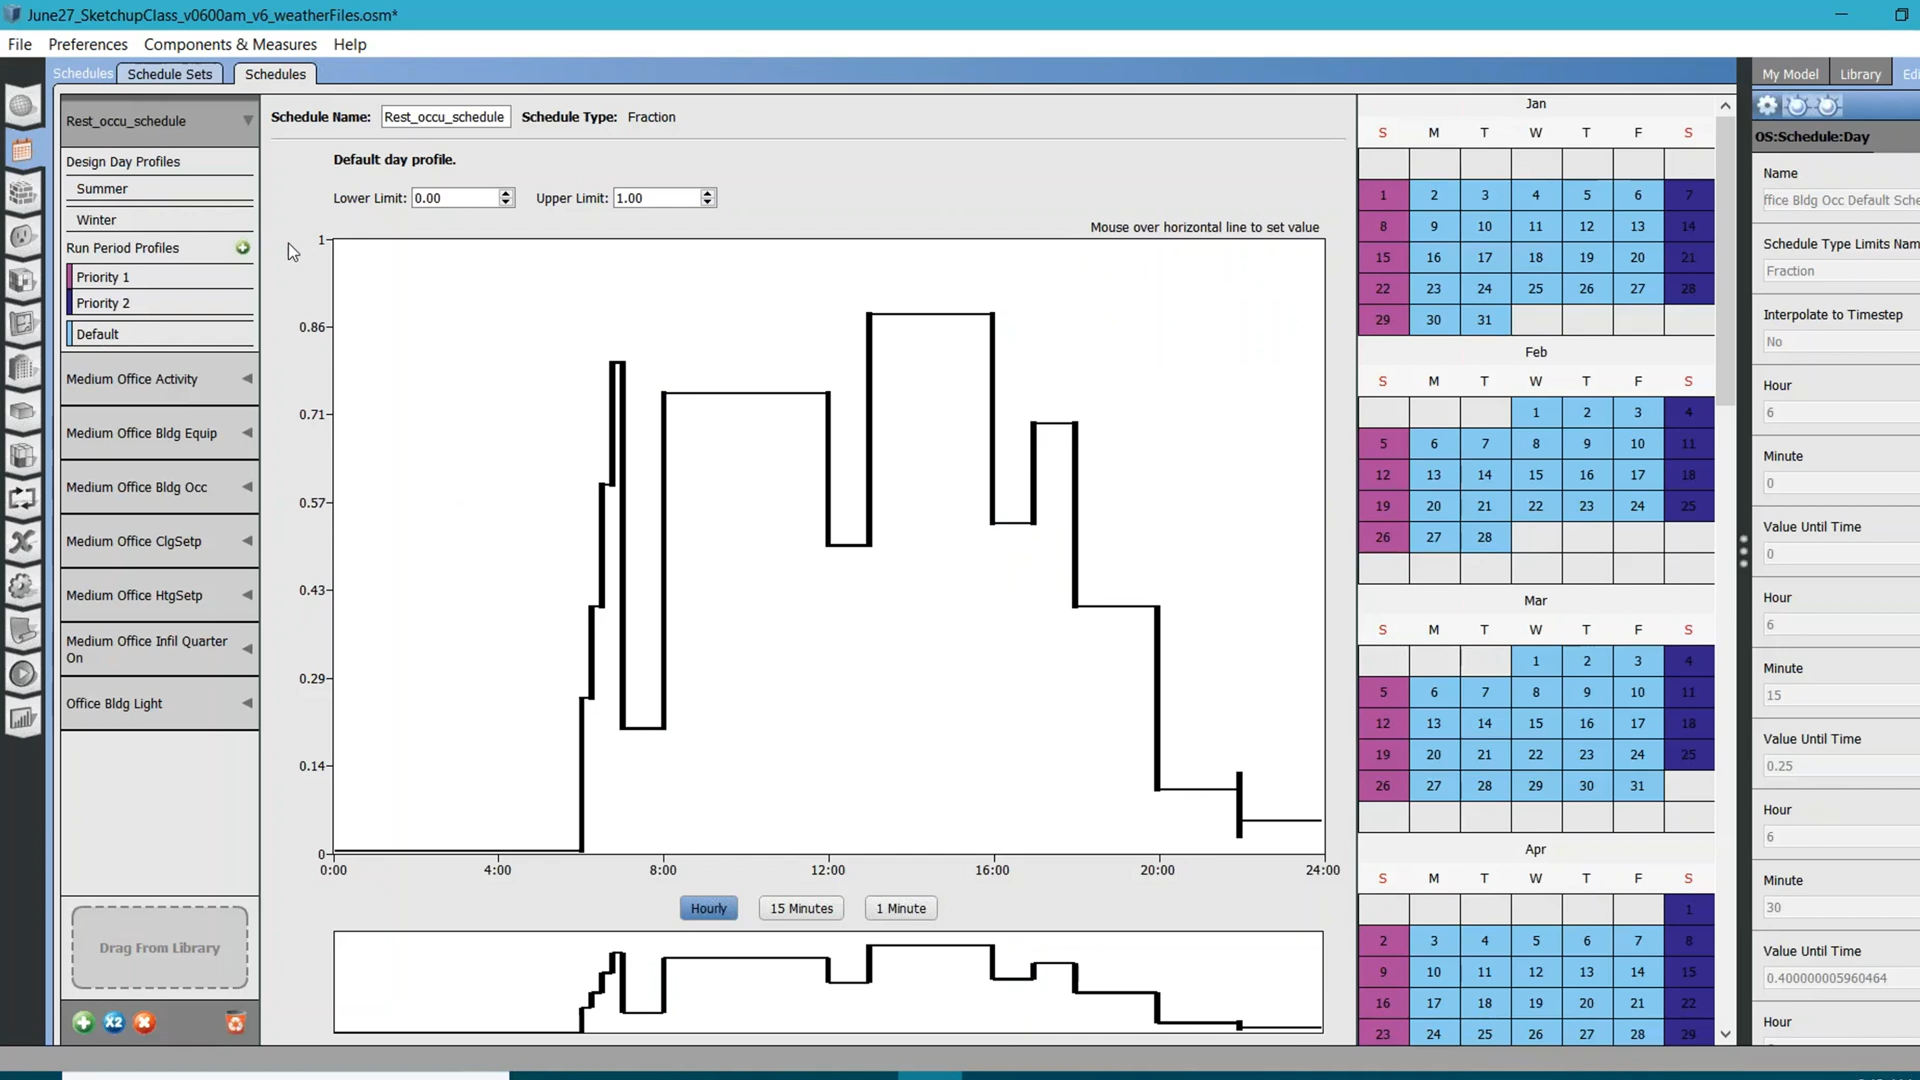 June27_SketchupClass_v0600am_v6_weatherFiles.osm*
File Preferences Components & Measures Help
Schedules Schedule Sets Schedules
My Model Library Edi
Rest_occu_schedule
Design Day Profiles
Summer
Winter
Run Period Profiles
Priority 1
Priority 2
Default
Medium Office Activity
Medium Office Bldg Equip
Medium Office Bldg Occ
Medium Office ClgSetp
Medium Office HtgSetp
Medium Office Infil Quarter
On
Office Bldg Light
Drag From Library
X2
Schedule Name: Rest_occu_schedule Schedule Type: Fraction
Default day profile.
Lower Limit: 0.00 Upper Limit: 1.00
Mouse over horizontal line to set value
1
0.86
0.71
0.57
0.43
0.29
0.14
0
0:00 4:00 8:00 12:00 16:00 20:00 24:00
Hourly 15 Minutes 1 Minute
Jan
S M T W T F S
1 2 3 4 5 6 7
8 9 10 11 12 13 14
15 16 17 18 19 20 21
22 23 24 25 26 27 28
29 30 31
Feb
S M T W T F S
1 2 3 4
5 6 7 8 9 10 11
12 13 14 15 16 17 18
19 20 21 22 23 24 25
26 27 28
Mar
S M T W T F S
1 2 3 4
5 6 7 8 9 10 11
12 13 14 15 16 17 18
19 20 21 22 23 24 25
26 27 28 29 30 31
Apr
S M T W T F S
1
2 3 4 5 6 7 8
9 10 11 12 13 14 15
16 17 18 19 20 21 22
23 24 25 26 27 28 29
OS:Schedule:Day
Name
ffice Bldg Occ Default Sche
Schedule Type Limits Nam
Fraction
Interpolate to Timestep
No
Hour
6
Minute
0
Value Until Time
0
Hour
6
Minute
15
Value Until Time
0.25
Hour
6
Minute
30
Value Until Time
0.400000005960464
Hour